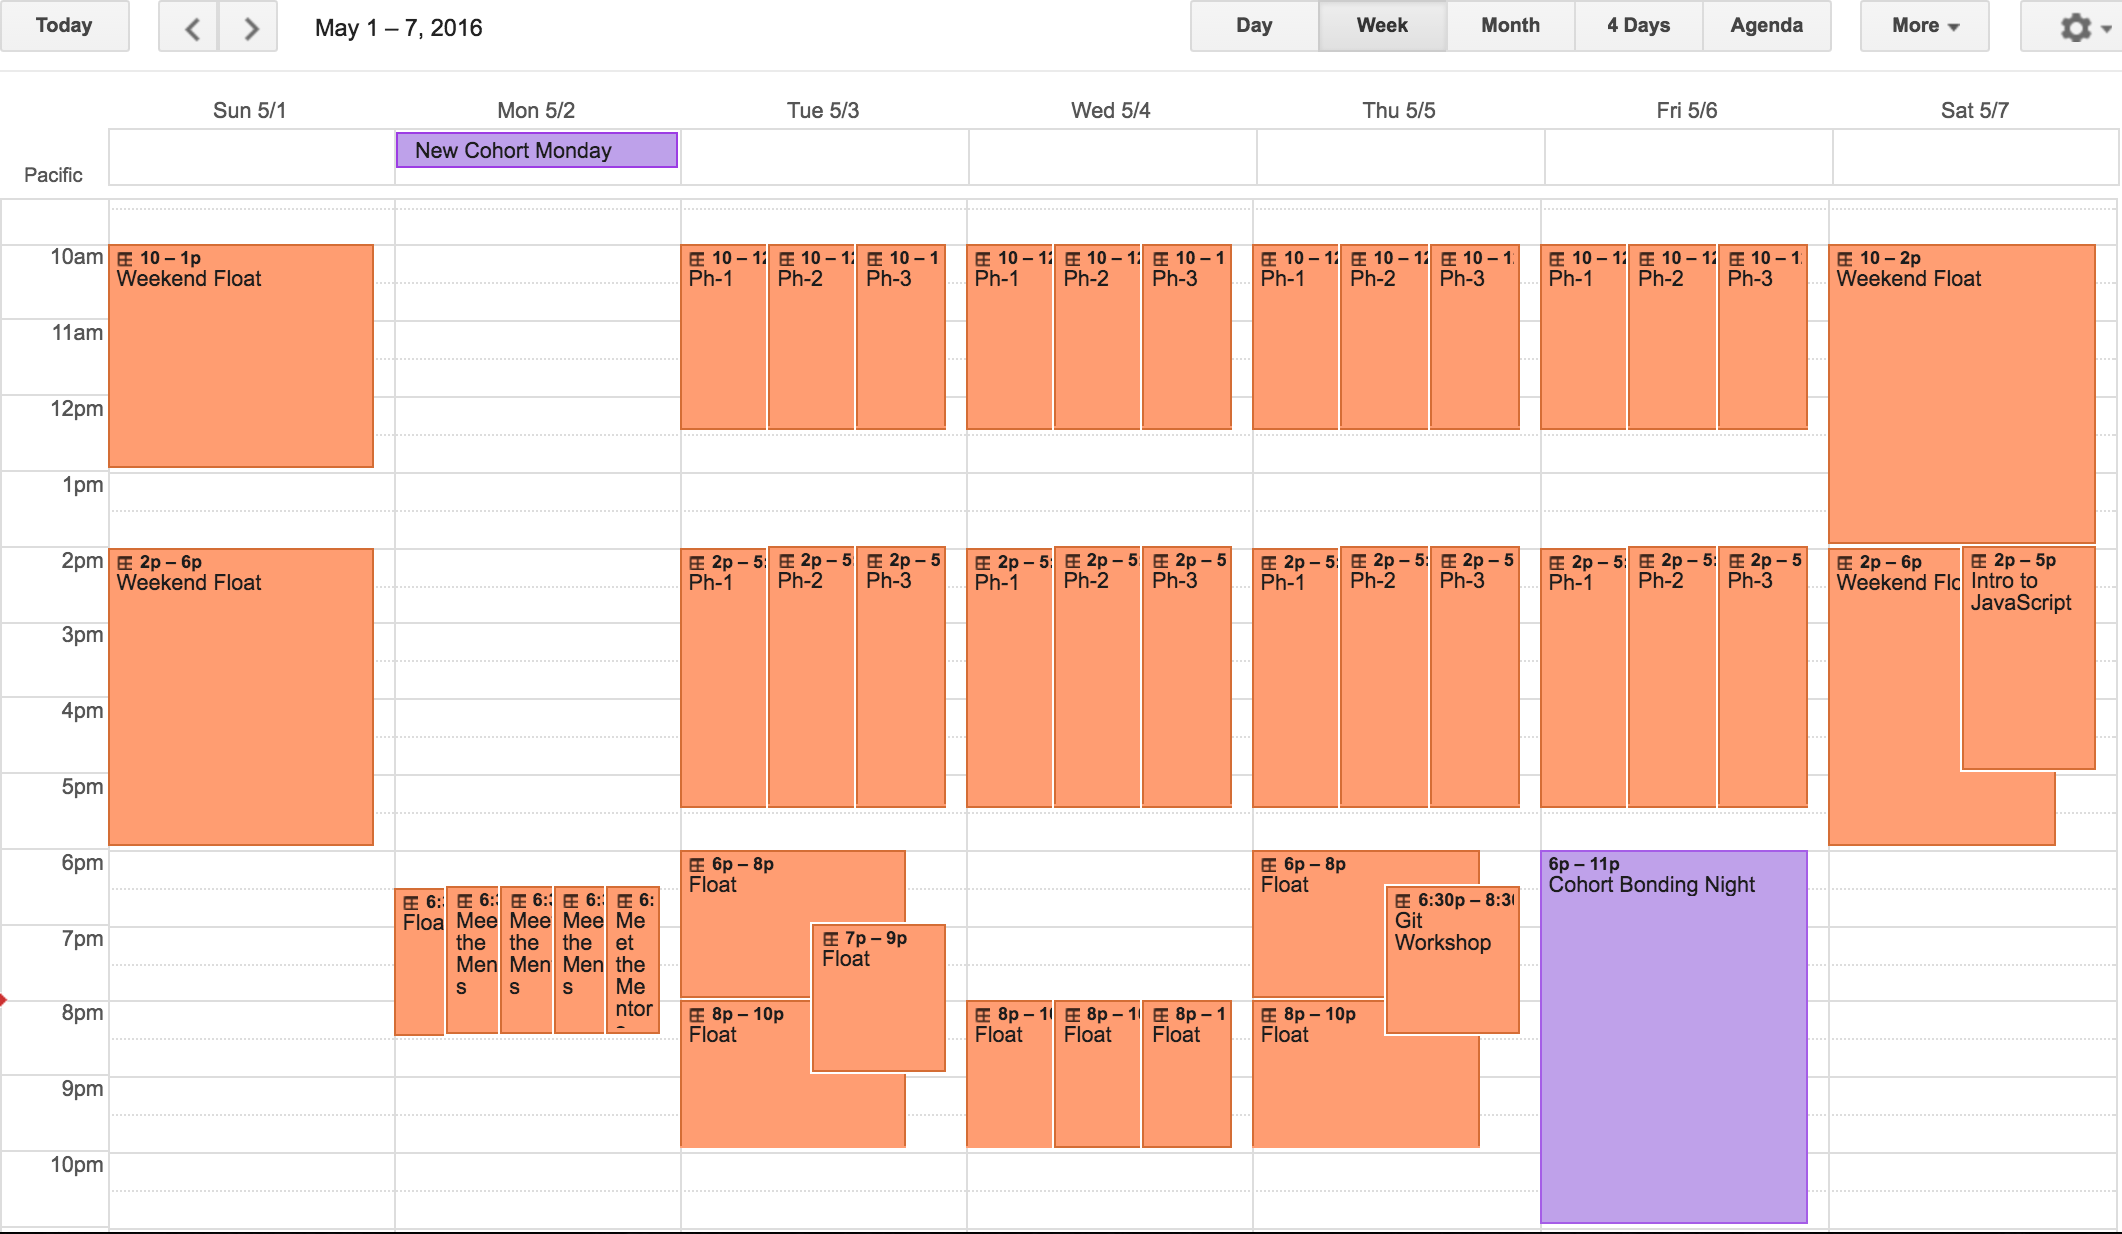 Today
May 1 – 7, 2016
Day
Week
Month
4 Days
Agenda
More
Sun 5/1
Mon 5/2
Tue 5/3
Wed 5/4
Thu 5/5
Fri 5/6
Sat 5/7
Pacific
New Cohort Monday
10am
11am
12pm
1pm
2pm
3pm
4pm
5pm
6pm
7pm
8pm
9pm
10pm
10 – 1p
Weekend Float
2p – 6p
Weekend Float
6:
Floa
6:
Mee
the
Men
s
6:
Mee
the
Men
s
6:
Mee
the
Men
s
6:
Me
et
the
Me
ntor
10 – 12
Ph-1
10 – 12
Ph-2
10 – 1
Ph-3
2p – 5:
Ph-1
2p – 5
Ph-2
2p – 5
Ph-3
6p – 8p
Float
7p – 9p
Float
8p – 10p
Float
10 – 12
Ph-1
10 – 12
Ph-2
10 – 1
Ph-3
2p – 5:
Ph-1
2p – 5
Ph-2
2p – 5
Ph-3
8p – 10
Float
8p – 10
Float
8p – 1
Float
10 – 12
Ph-1
10 – 12
Ph-2
10 – 1
Ph-3
2p – 5:
Ph-1
2p – 5:
Ph-2
2p – 5
Ph-3
6p – 8p
Float
6:30p – 8:30
Git
Workshop
8p – 10p
Float
10 – 12
Ph-1
10 – 12
Ph-2
10 – 1
Ph-3
2p – 5:
Ph-1
2p – 5:
Ph-2
2p – 5
Ph-3
6p – 11p
Cohort Bonding Night
10 – 2p
Weekend Float
2p – 6p
Weekend Flo
2p – 5p
Intro to
JavaScript